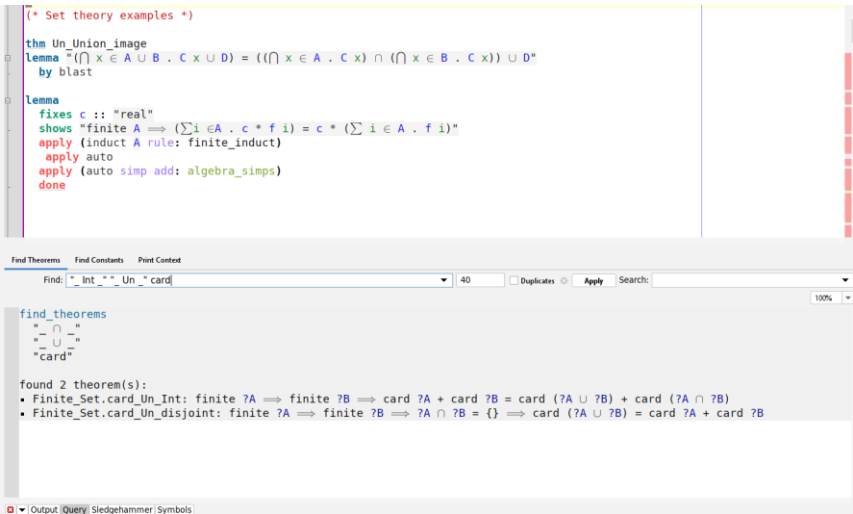 (* Set theory examples *)
thm Un_Union_image
lemma "(⋂ x ∈ A ∪ B . C x ∪ D) = ((⋂ x ∈ A . C x) ∩ (⋂ x ∈ B . C x)) ∪ D"
by blast
lemma
fixes c :: "real"
shows "finite A ⟹ (∑i ∈A . c * f i) = c * (∑ i ∈ A . f i)"
apply (induct A rule: finite_induct)
apply auto
apply (auto simp add: algebra_simps)
done
Find Theorems Find Constants Print Context
Find: "_ Int _" "_ Un _" card 40 Duplicates Apply Search:
100%
find_theorems
"_ ∩ _"
"_ ∪ _"
"card"
found 2 theorem(s):
▪ Finite_Set.card_Un_Int: finite ?A ⟹ finite ?B ⟹ card ?A + card ?B = card (?A ∪ ?B) + card (?A ∩ ?B)
▪ Finite_Set.card_Un_disjoint: finite ?A ⟹ finite ?B ⟹ ?A ∩ ?B = {} ⟹ card (?A ∪ ?B) = card ?A + card ?B
Output Query Sledgehammer Symbols